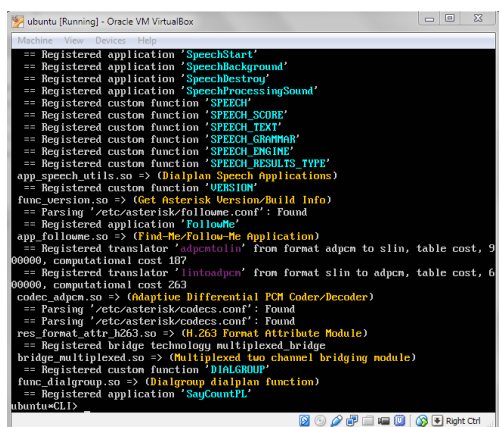 ubuntu [Running] - Oracle VM VirtualBox
Machine View Devices Help
== Registered application 'SpeechStart'
== Registered application 'SpeechBackground'
== Registered application 'SpeechDestroy'
== Registered application 'SpeechProcessingSound'
== Registered custom function 'SPEECH'
== Registered custom function 'SPEECH_SCORE'
== Registered custom function 'SPEECH_TEXT'
== Registered custom function 'SPEECH_GRAMMAR'
== Registered custom function 'SPEECH_ENGINE'
== Registered custom function 'SPEECH_RESULTS_TYPE'
app_speech_utils.so => (Dialplan Speech Applications)
== Registered custom function 'VERSION'
func_version.so => (Get Asterisk Version/Build Info)
== Parsing '/etc/asterisk/followme.conf': Found
== Registered application 'FollowMe'
app_followme.so => (Find-Me/Follow-Me Application)
== Registered translator 'adpcmtolin' from format adpcm to slin, table cost, 9
00000, computational cost 187
== Registered translator 'lintoadpcm' from format slin to adpcm, table cost, 6
00000, computational cost 263
codec_adpcm.so => (Adaptive Differential PCM Coder/Decoder)
== Parsing '/etc/asterisk/codecs.conf': Found
== Parsing '/etc/asterisk/codecs.conf': Found
res_format_attr_h263.so => (H.263 Format Attribute Module)
== Registered bridge technology multiplexed_bridge
bridge_multiplexed.so => (Multiplexed two channel bridging module)
== Registered custom function 'DIALGROUP'
func_dialgroup.so => (Dialgroup dialplan function)
== Registered application 'SayCountPL'
ubuntu*CLI> _
Right Ctrl